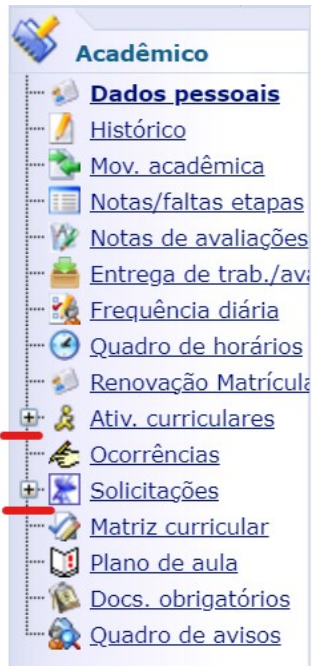 Acadêmico
Dados pessoais
Histórico
Mov. acadêmica
Notas/faltas etapas
Notas de avaliações
Entrega de trab./ava
Frequência diária
Quadro de horários
Renovação Matrícula
Ativ. curriculares
Ocorrências
Solicitações
Matriz curricular
Plano de aula
Docs. obrigatórios
Quadro de avisos